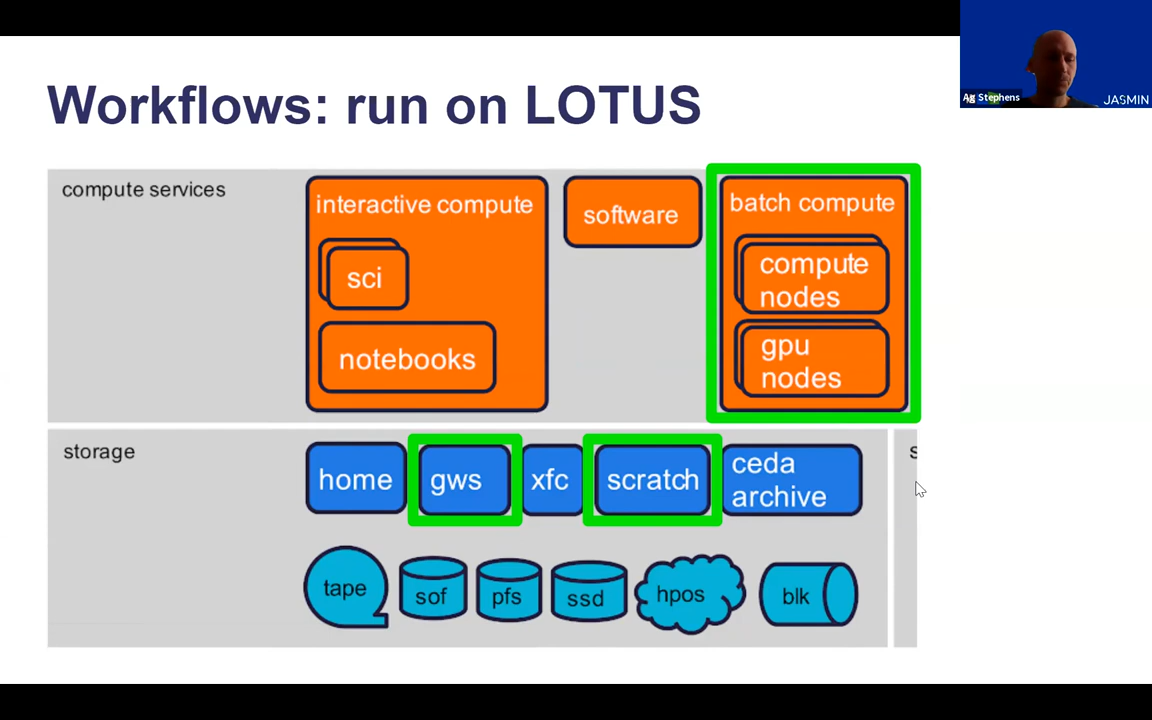 Workflows: run on LOTUS
Ag Stephens
JASMIN
compute services
interactive compute
sci
notebooks
software
batch compute
compute
nodes
gpu
nodes
storage
home
gws
xfc
scratch
ceda
archive
s
tape
sof
pfs
ssd
hpos
blk